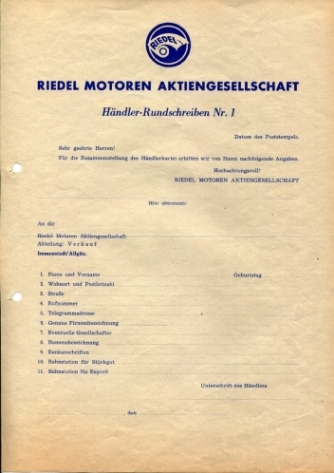 RIEDEL
RIEDEL MOTOREN AKTIENGESELLSCHAFT
Händler-Rundschreiben Nr. 1
Datum des Poststempels.
Sehr geehrte Herren!
Für die Zusammenstellung der Händlerkartei erbitten wir von Ihnen nachfolgende Angaben.
Hochachtungsvoll!
RIEDEL MOTOREN AKTIENGESELLSCHAFT
Hier abtrennen!
An die
Riedel Motoren Aktiengesellschaft
Abteilung: Verkauf
Immenstadt/Allgäu.
1. Name und Vorname Geburtstag
2. Wohnort und Postleitzahl
3. Straße
4. Rufnummer
5. Telegrammadresse
6. Genaue Firmenbezeichnung
7. Eventuelle Gesellschafter
8. Namensbezeichnung
9. Bankanschriften
10. Bahnstation für Stückgut
11. Bahnstation für Expreß
Unterschrift des Händlers
, den